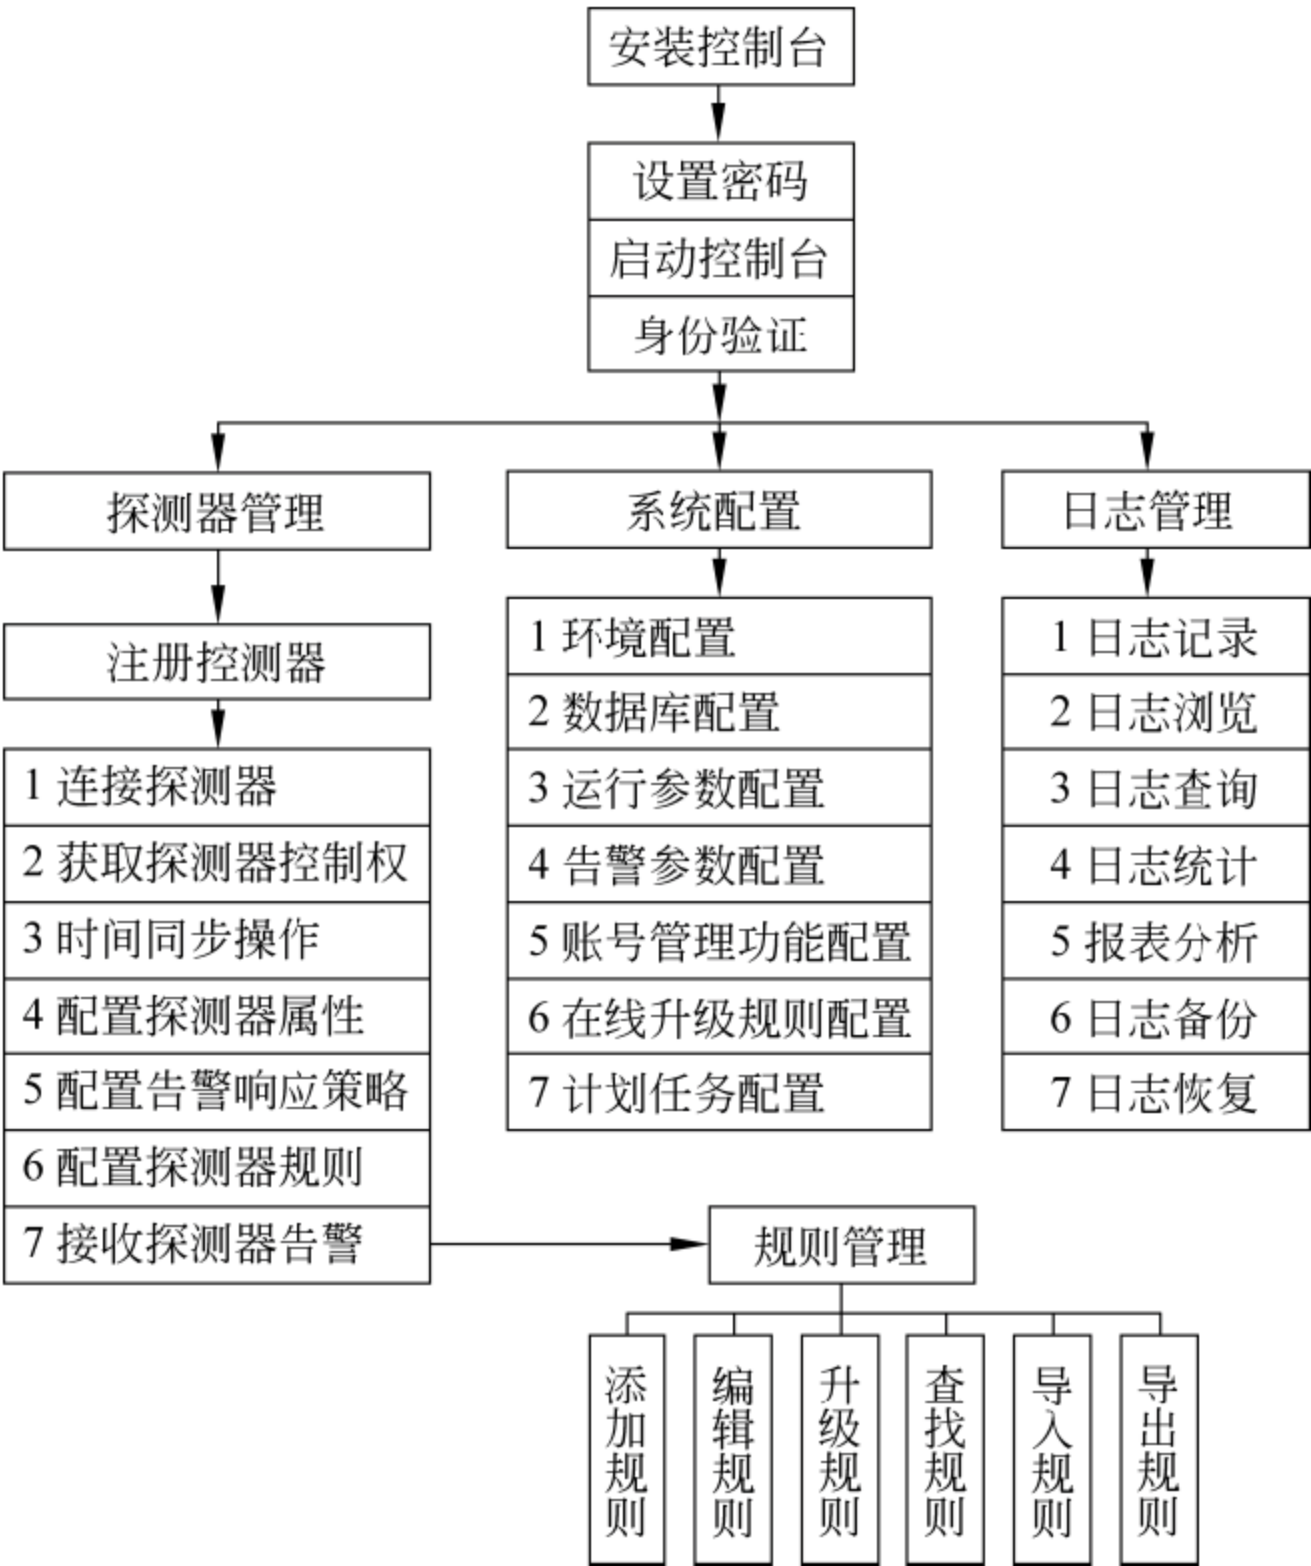 安装控制台
设置密码
启动控制台
身份验证
探测器管理
系统配置
日志管理
注册控测器
1 连接探测器
2 获取探测器控制权
3 时间同步操作
4 配置探测器属性
5 配置告警响应策略
6 配置探测器规则
7 接收探测器告警
1 环境配置
2 数据库配置
3 运行参数配置
4 告警参数配置
5 账号管理功能配置
6 在线升级规则配置
7 计划任务配置
1 日志记录
2 日志浏览
3 日志查询
4 日志统计
5 报表分析
6 日志备份
7 日志恢复
规则管理
添加规则
编辑规则
升级规则
查找规则
导入规则
导出规则